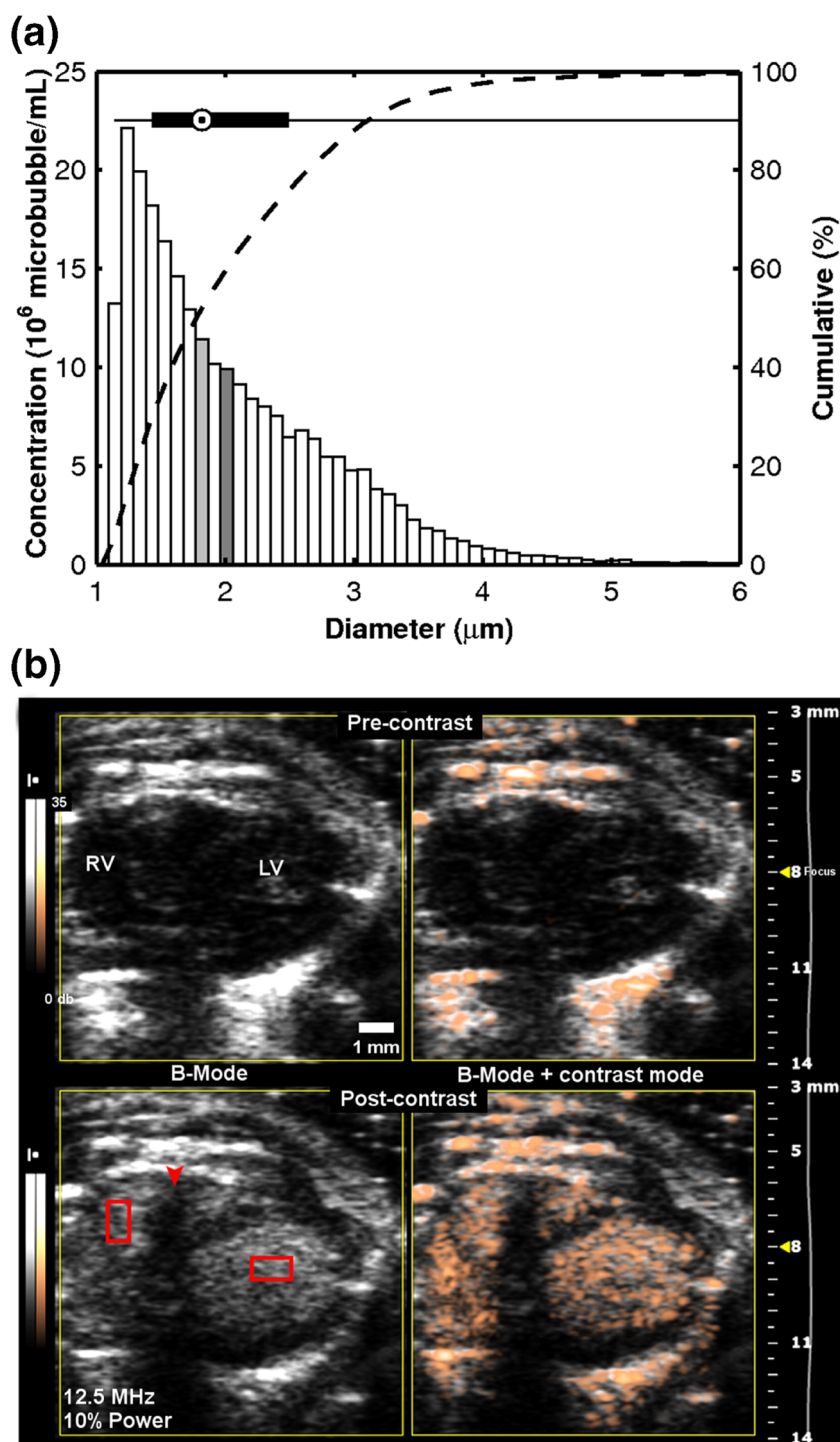 (a)
Concentration (10⁶ microbubble/mL)
25
20
15
10
5
0
100
80
60
40
20
0
Cumulative (%)
1 2 3 4 5 6
Diameter (μm)
(b)
Pre-contrast
35
RV
LV
0 db
1 mm
3 mm
5
8 Focus
11
14
B-Mode
B-Mode + contrast mode
Post-contrast
3 mm
5
8
11
14
12.5 MHz
10% Power